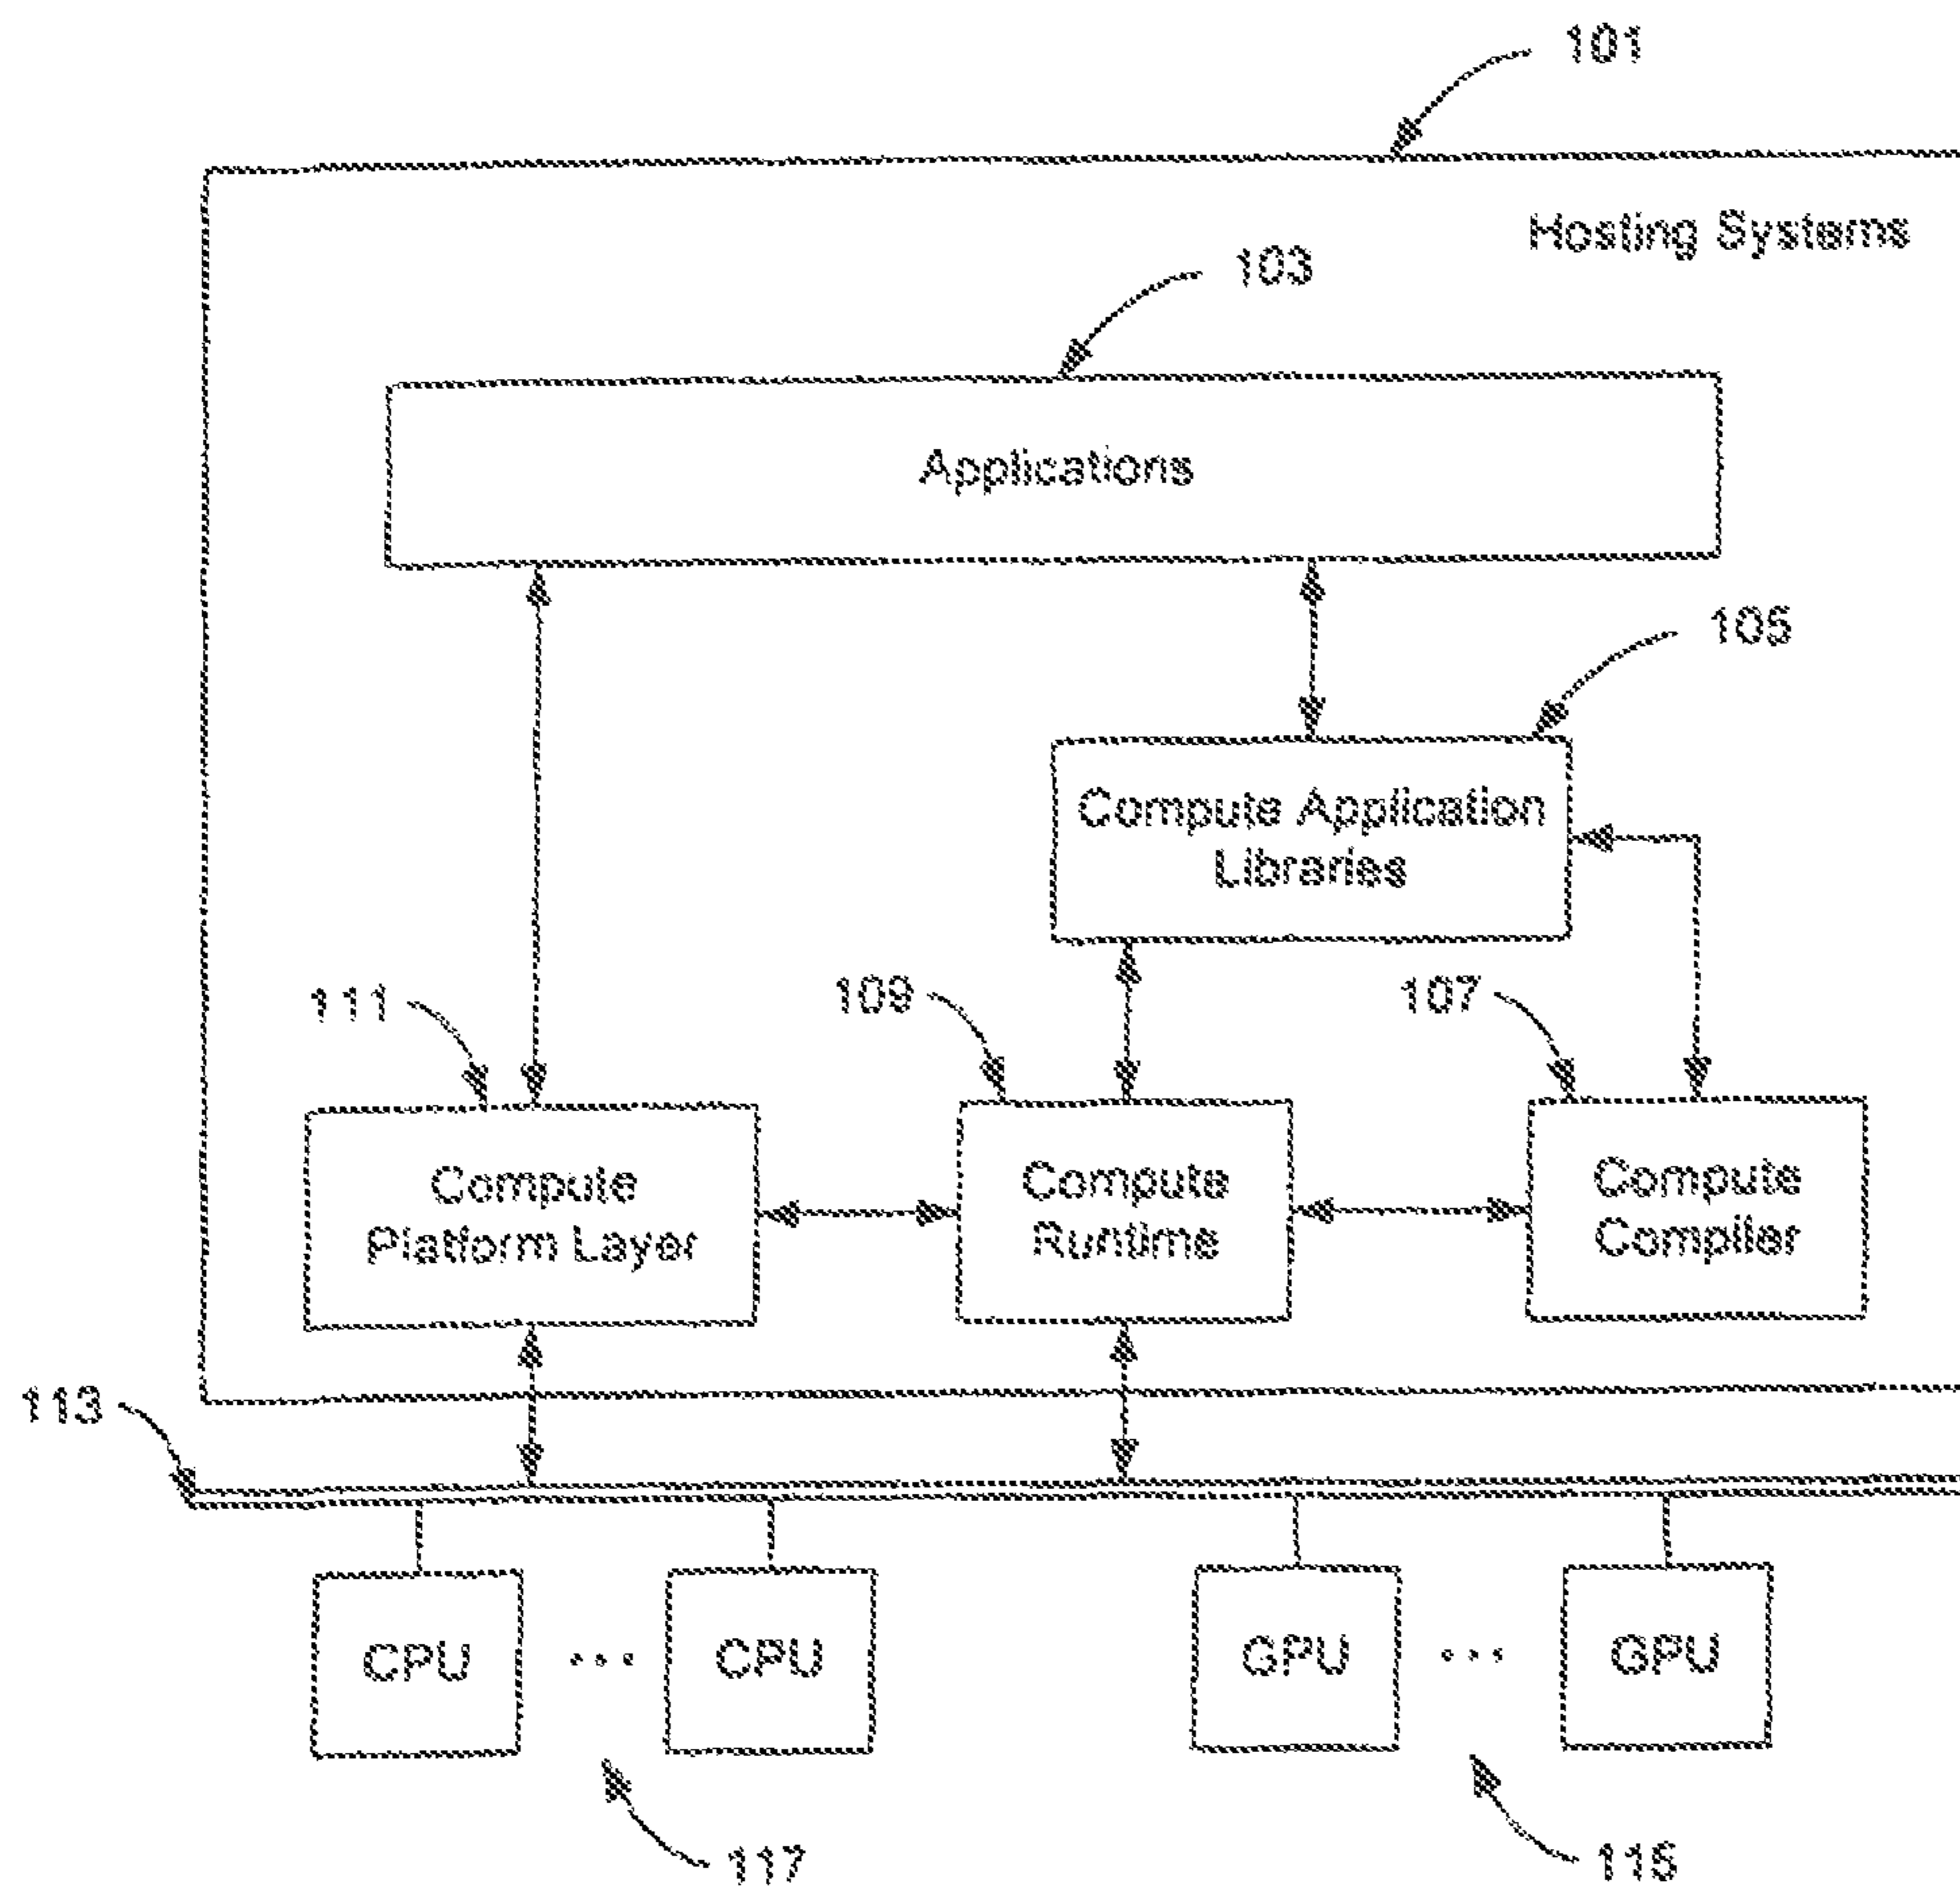 101
Hosting Systems
103
Applications
105
Compute Application
Libraries
111
109
107
Compute
Platform Layer
Compute
Runtime
Compute
Compiler
113
CPU
...
CPU
GPU
...
GPU
117
115